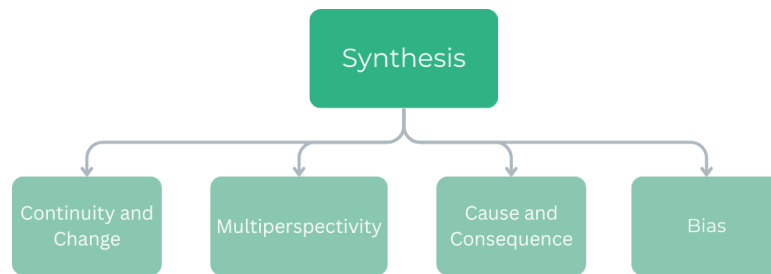 Synthesis
Continuity and
Change
Multiperspectivity
Cause and
Consequence
Bias